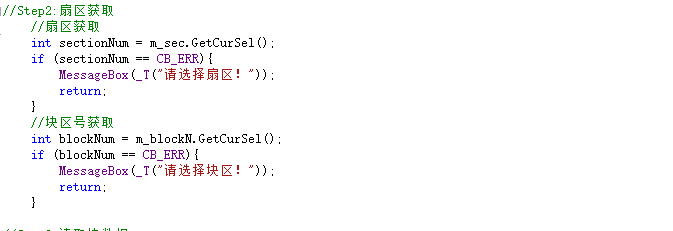 //Step2:扇区获取
//扇区获取
int sectionNum = m_sec.GetCurSel();
if (sectionNum == CB_ERR){
MessageBox(_T("请选择扇区！"));
return;
}
//块区号获取
int blockNum = m_blockN.GetCurSel();
if (blockNum == CB_ERR){
MessageBox(_T("请选择块区！"));
return;
}